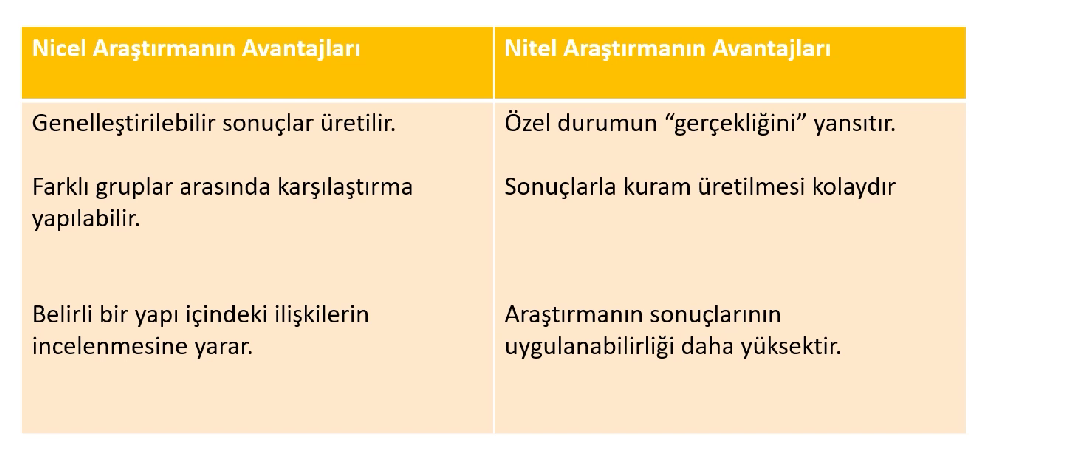 Nicel Araştırmanın Avantajları
Nitel Araştırmanın Avantajları
Genelleştirilebilir sonuçlar üretilir.
Özel durumun “gerçekliğini” yansıtır.
Farklı gruplar arasında karşılaştırma
yapılabilir.
Sonuçlarla kuram üretilmesi kolaydır
Belirli bir yapı içindeki ilişkilerin
incelenmesine yarar.
Araştırmanın sonuçlarının
uygulanabilirliği daha yüksektir.